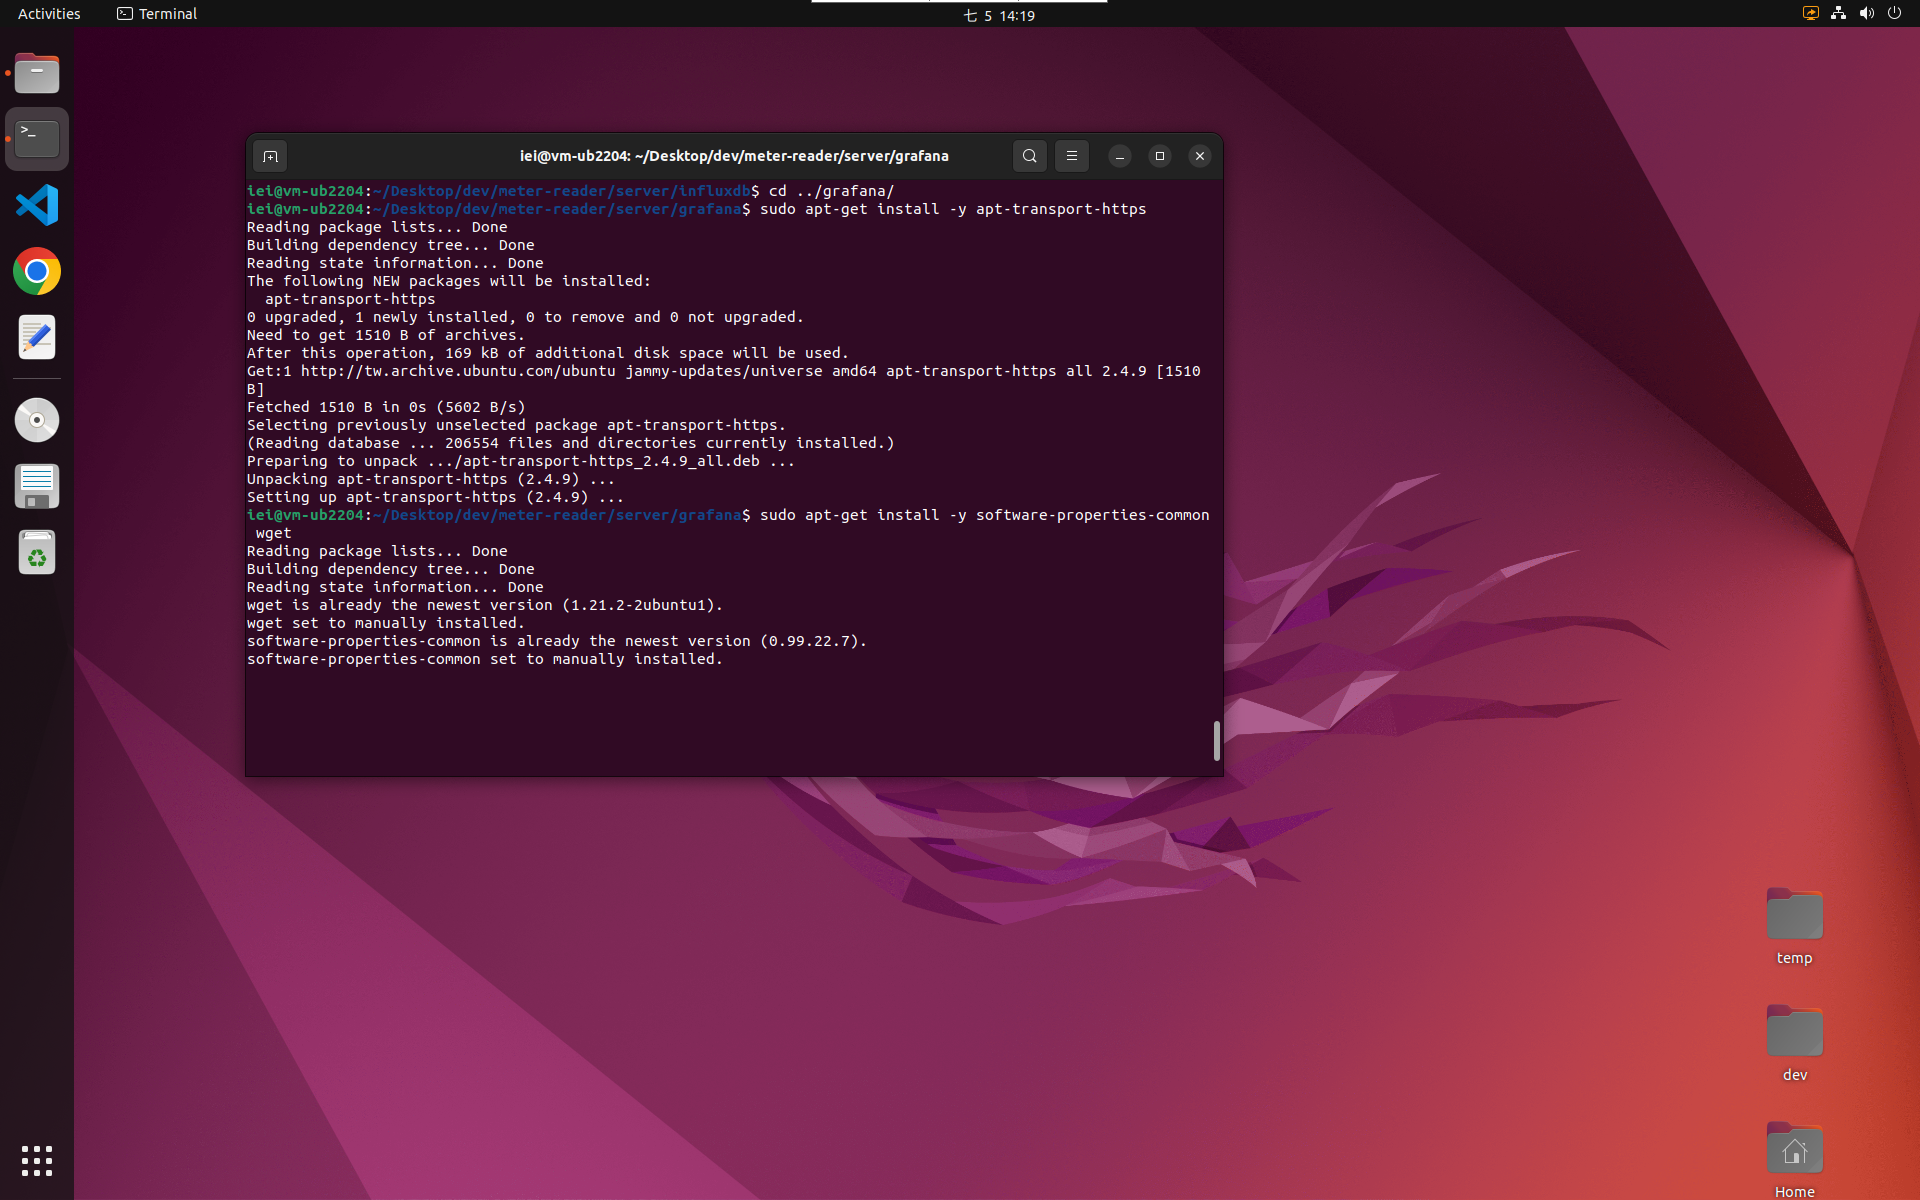 Activities
Terminal
七 5 14:19
iei@vm-ub2204: ~/Desktop/dev/meter-reader/server/grafana
iei@vm-ub2204:~/Desktop/dev/meter-reader/server/influxdb$ cd ../grafana/
iei@vm-ub2204:~/Desktop/dev/meter-reader/server/grafana$ sudo apt-get install -y apt-transport-https
Reading package lists... Done
Building dependency tree... Done
Reading state information... Done
The following NEW packages will be installed:
  apt-transport-https
0 upgraded, 1 newly installed, 0 to remove and 0 not upgraded.
Need to get 1510 B of archives.
After this operation, 169 kB of additional disk space will be used.
Get:1 http://tw.archive.ubuntu.com/ubuntu jammy-updates/universe amd64 apt-transport-https all 2.4.9 [1510
B]
Fetched 1510 B in 0s (5602 B/s)
Selecting previously unselected package apt-transport-https.
(Reading database ... 206554 files and directories currently installed.)
Preparing to unpack .../apt-transport-https_2.4.9_all.deb ...
Unpacking apt-transport-https (2.4.9) ...
Setting up apt-transport-https (2.4.9) ...
iei@vm-ub2204:~/Desktop/dev/meter-reader/server/grafana$ sudo apt-get install -y software-properties-common
 wget
Reading package lists... Done
Building dependency tree... Done
Reading state information... Done
wget is already the newest version (1.21.2-2ubuntu1).
wget set to manually installed.
software-properties-common is already the newest version (0.99.22.7).
software-properties-common set to manually installed.
temp
dev
Home